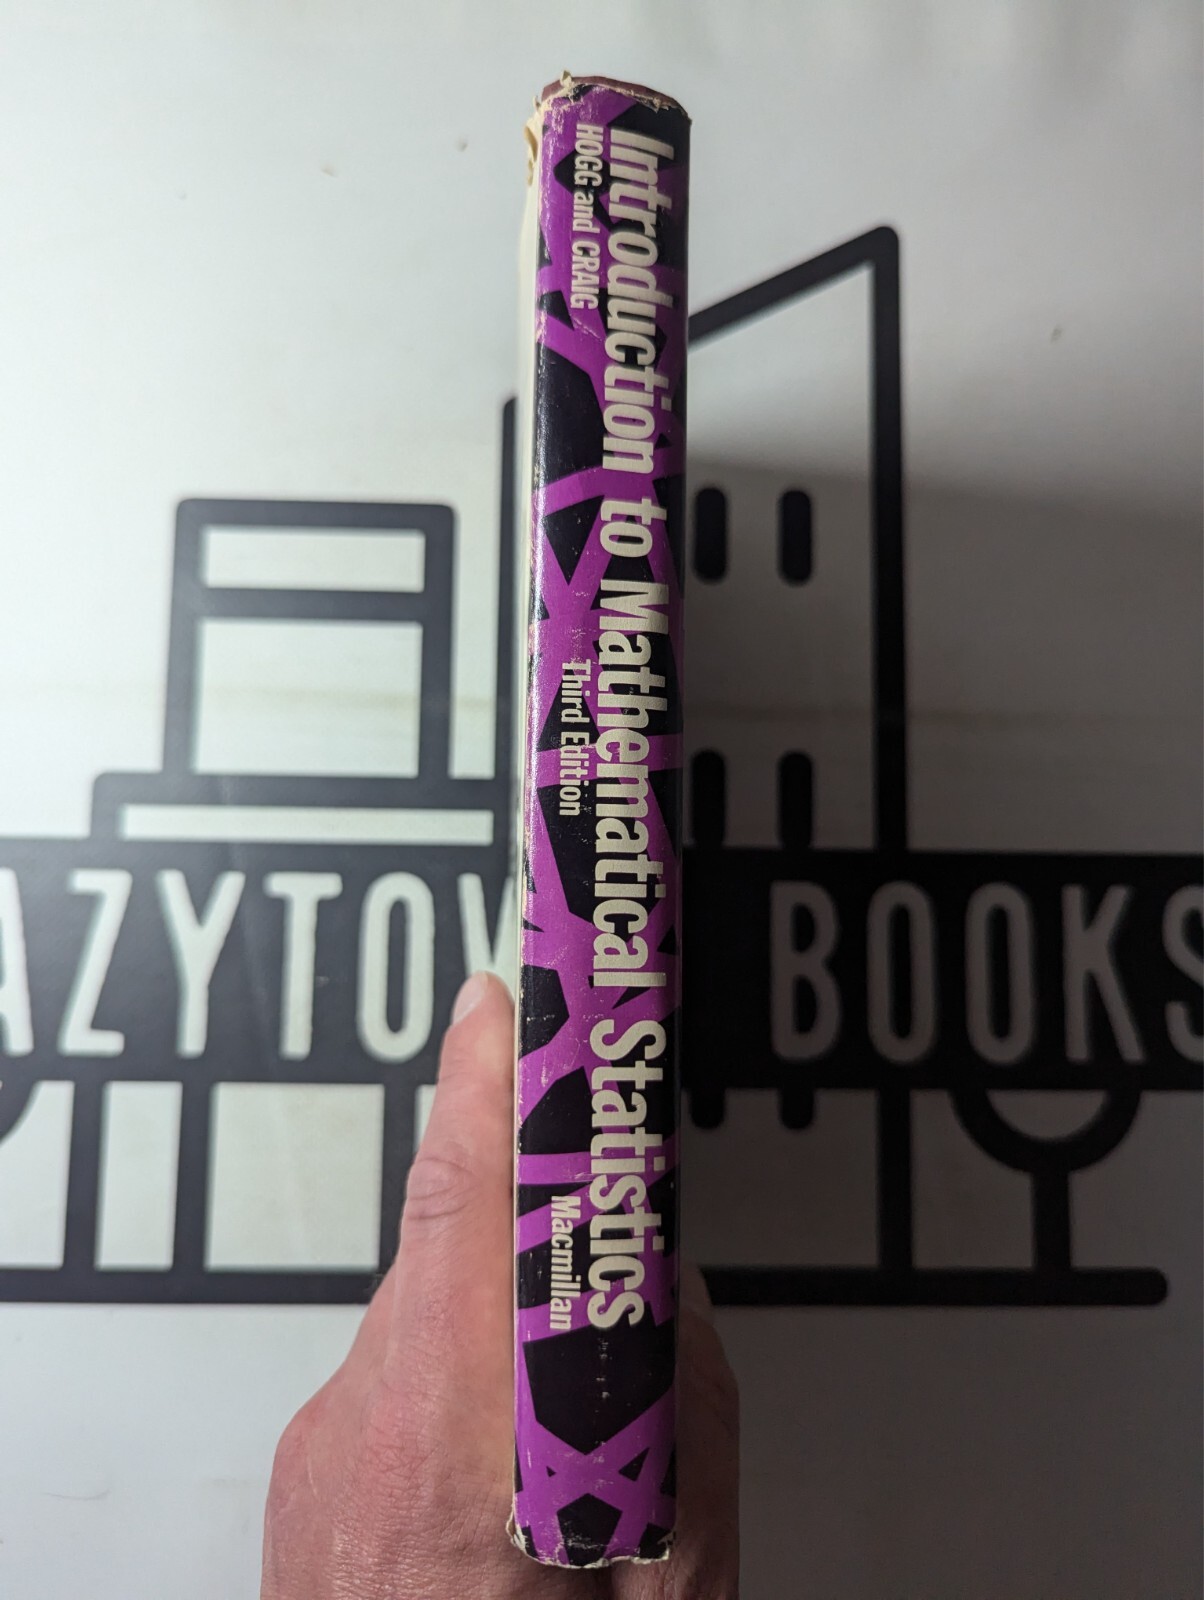 Introduction to Mathematical Statistics
HOGG and CRAIG
Third Edition
Macmillan
AZYTOW BOOKS